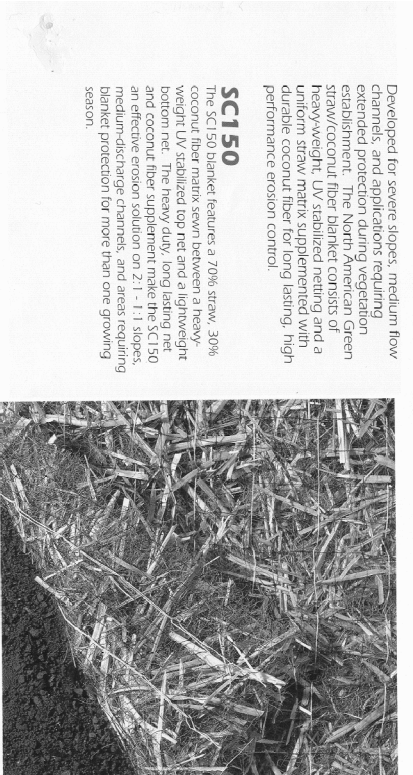 Developed for severe slopes, medium flow
channels, and applications requiring
extended protection during vegetation
establishment. The North American Green
straw/coconut fiber blanket consists of
heavy-weight, UV stabilized netting and a
uniform straw matrix supplemented with
durable coconut fiber for long lasting, high
performance erosion control.
SC150
The SC150 blanket features a 70% straw, 30%
coconut fiber matrix sewn between a heavy-
weight UV stabilized top net and a lightweight
bottom net. The heavy duty, long lasting net
and coconut fiber supplement make the SC150
an effective erosion solution on 2:1 - 1:1 slopes,
medium-discharge channels, and areas requiring
blanket protection for more than one growing
season.